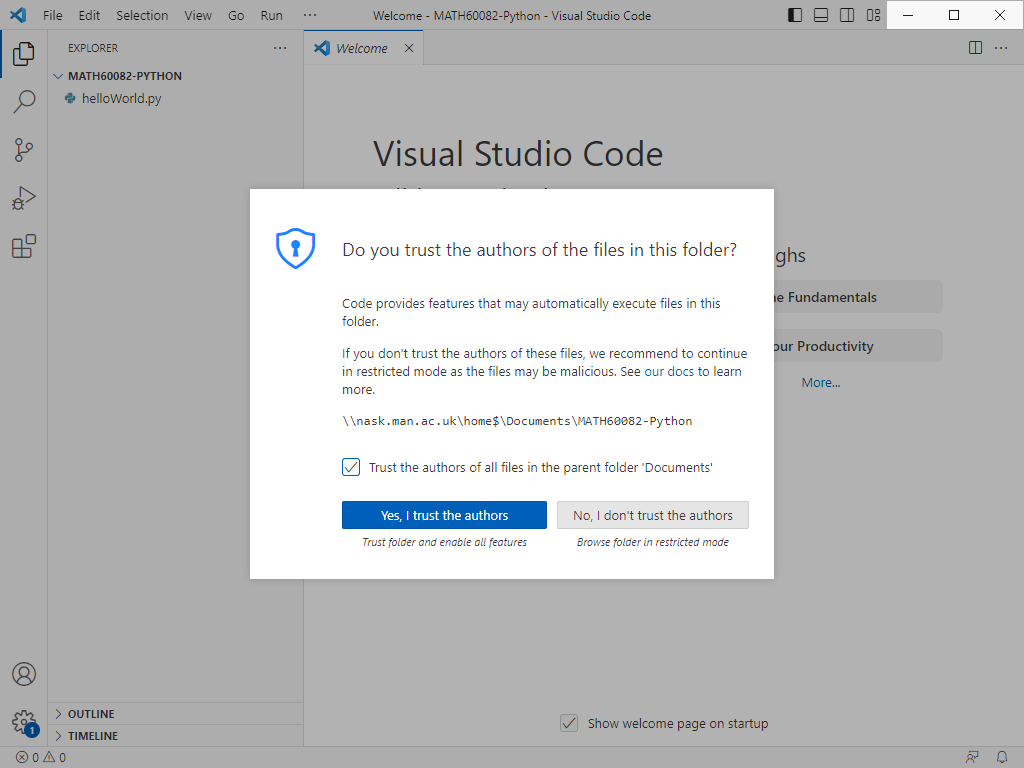 File Edit Selection View Go Run ··· Welcome - MATH60082-Python - Visual Studio Code
EXPLORER ···
Welcome
MATH60082-PYTHON
helloWorld.py
Visual Studio Code
Do you trust the authors of the files in this folder?
Code provides features that may automatically execute files in this
folder.
If you don't trust the authors of these files, we recommend to continue
in restricted mode as the files may be malicious. See our docs to learn
more.
\\nask.man.ac.uk\home$\Documents\MATH60082-Python
Trust the authors of all files in the parent folder 'Documents'
Yes, I trust the authors
Trust folder and enable all features
No, I don't trust the authors
Browse folder in restricted mode
Fundamentals
Productivity
More...
Show welcome page on startup
OUTLINE
TIMELINE
1
0 0